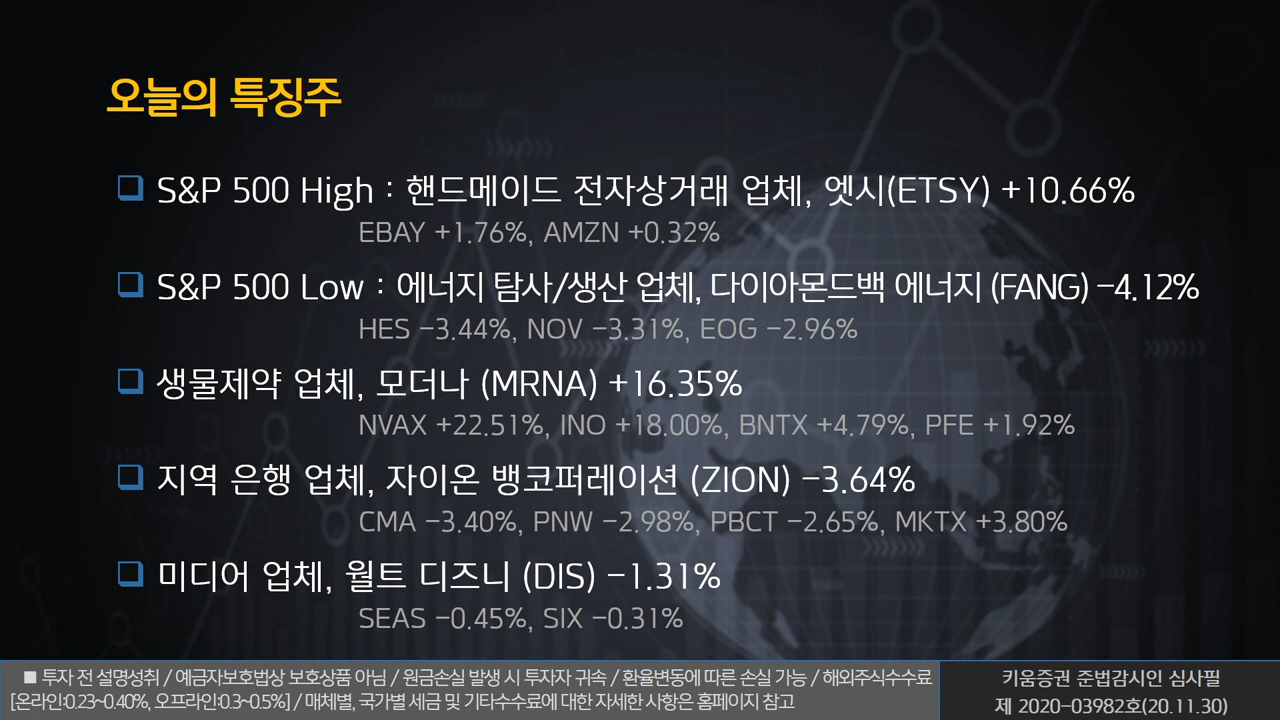 오늘의 특징주
❑ S&P 500 High : 핸드메이드 전자상거래 업체, 엣시(ETSY) +10.66%
EBAY +1.76%, AMZN +0.32%
❑ S&P 500 Low : 에너지 탐사/생산 업체, 다이아몬드백 에너지 (FANG) -4.12%
HES -3.44%, NOV -3.31%, EOG -2.96%
❑ 생물제약 업체, 모더나 (MRNA) +16.35%
NVAX +22.51%, INO +18.00%, BNTX +4.79%, PFE +1.92%
❑ 지역 은행 업체, 자이온 뱅코퍼레이션 (ZION) -3.64%
CMA -3.40%, PNW -2.98%, PBCT -2.65%, MKTX +3.80%
❑ 미디어 업체, 월트 디즈니 (DIS) -1.31%
SEAS -0.45%, SIX -0.31%
■ 투자 전 설명성취 / 예금자보호법상 보호상품 아님 / 원금손실 발생 시 투자자 귀속 / 환율변동에 따른 손실 가능 / 해외주식수수료
[온라인:0.23~0.40%, 오프라인:0.3~0.5%] / 매체별, 국가별 세금 및 기타수수료에 대한 자세한 사항은 홈페이지 참고
키움증권 준법감시인 심사필
제 2020-03982호(20.11.30)